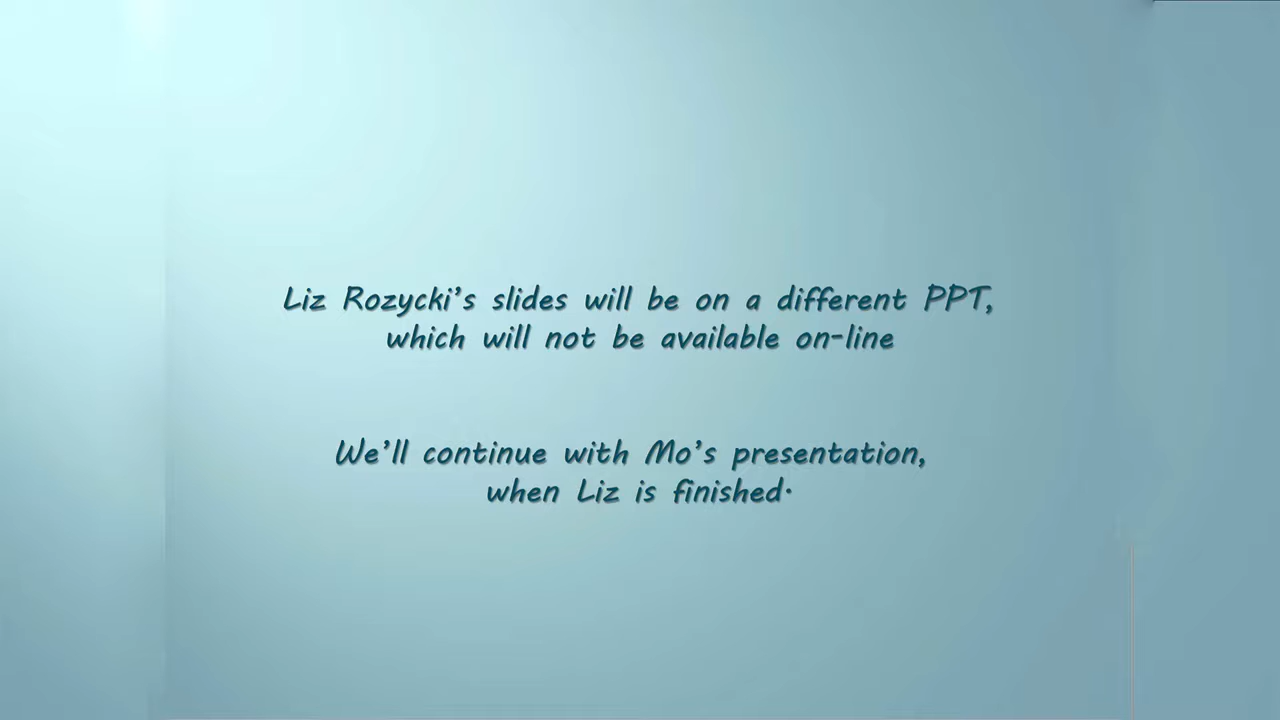 Liz Rozycki’s slides will be on a different PPT,
which will not be available on-line
We’ll continue with Mo’s presentation,
when Liz is finished.